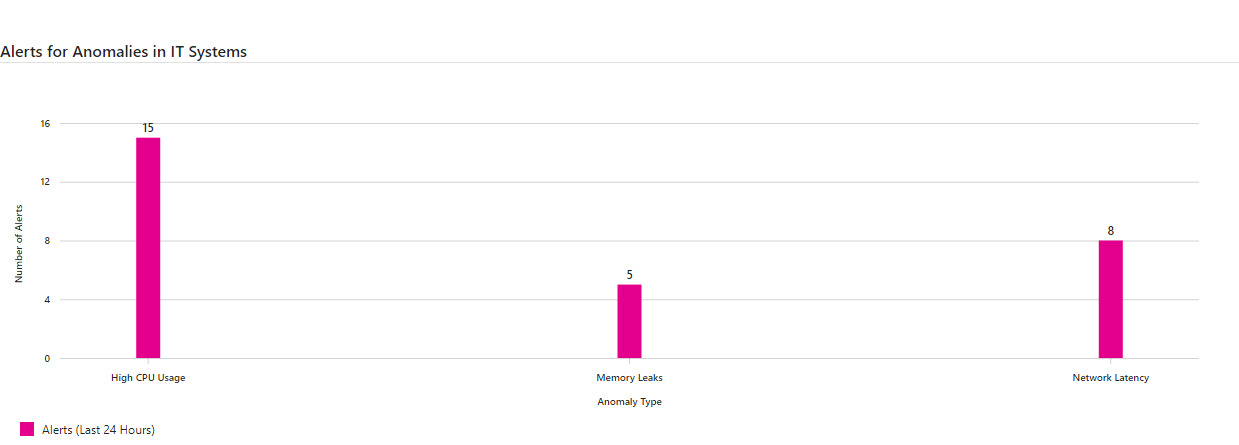 Alerts for Anomalies in IT Systems
16
15
12
Number of Alerts
8
8
5
4
0
High CPU Usage
Memory Leaks
Network Latency
Anomaly Type
Alerts (Last 24 Hours)